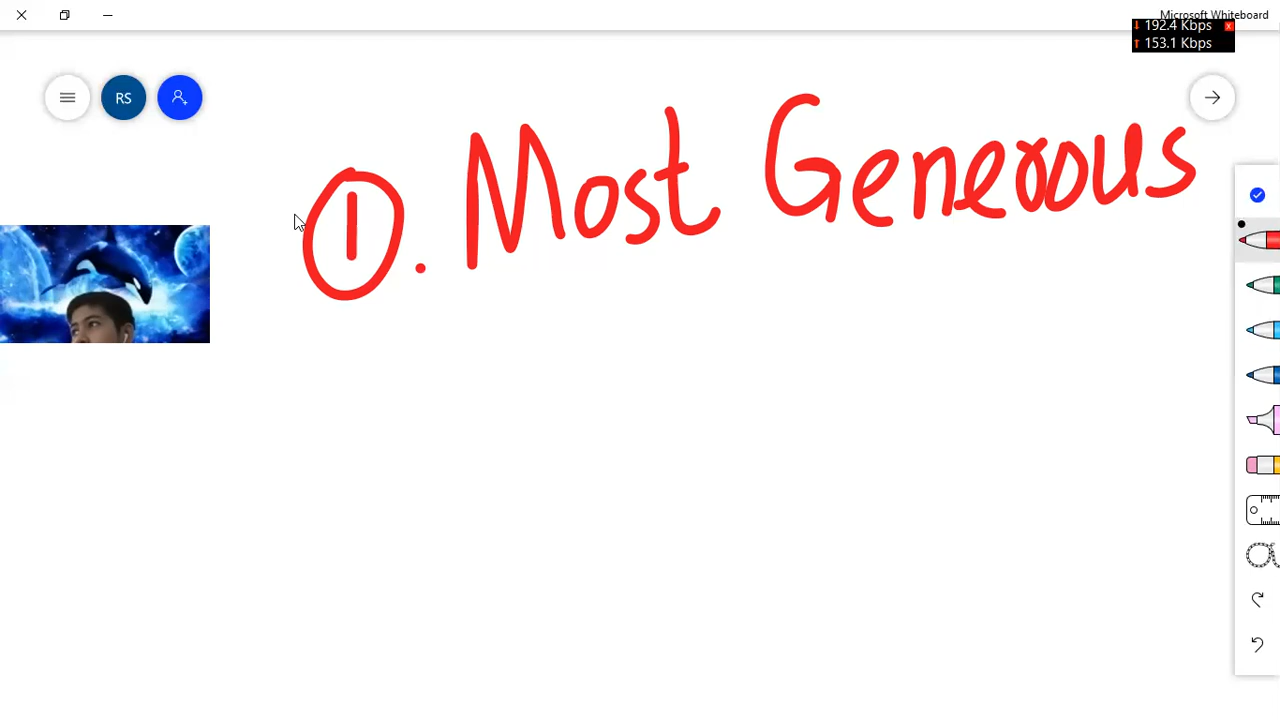 Microsoft Whiteboard
↓ 192.4 Kbps x
↑ 153.1 Kbps
RS
①. Most Generous